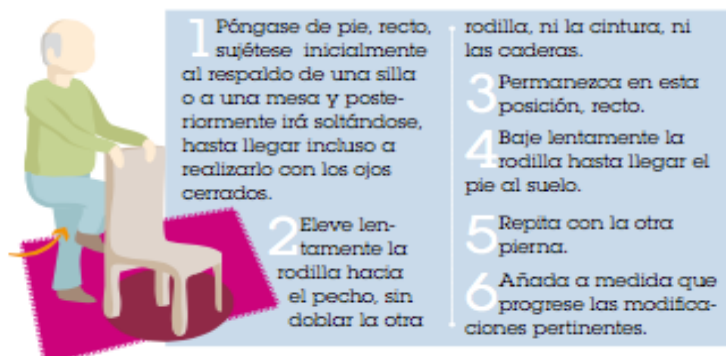 1 Póngase de pie, recto,
sujétese inicialmente
al respaldo de una silla
o a una mesa y poste-
riormente irá soltándose,
hasta llegar incluso a
realizarlo con los ojos
cerrados.
2 Eleve len-
tamente la
rodilla hacia
el pecho, sin
doblar la otra
rodilla, ni la cintura, ni
las caderas.
3 Permanezca en esta
posición, recto.
4 Baje lentamente la
rodilla hasta llegar el
pie al suelo.
5 Repita con la otra
pierna.
6 Añada a medida que
progrese las modifica-
ciones pertinentes.